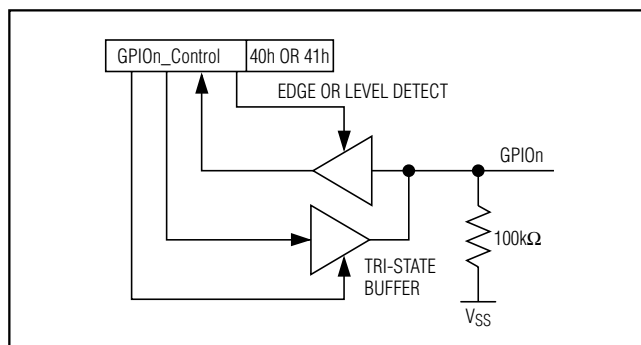 GPIOn_Control 40h OR 41h
EDGE OR LEVEL DETECT
GPIOn
100kΩ
TRI-STATE
BUFFER
VSS